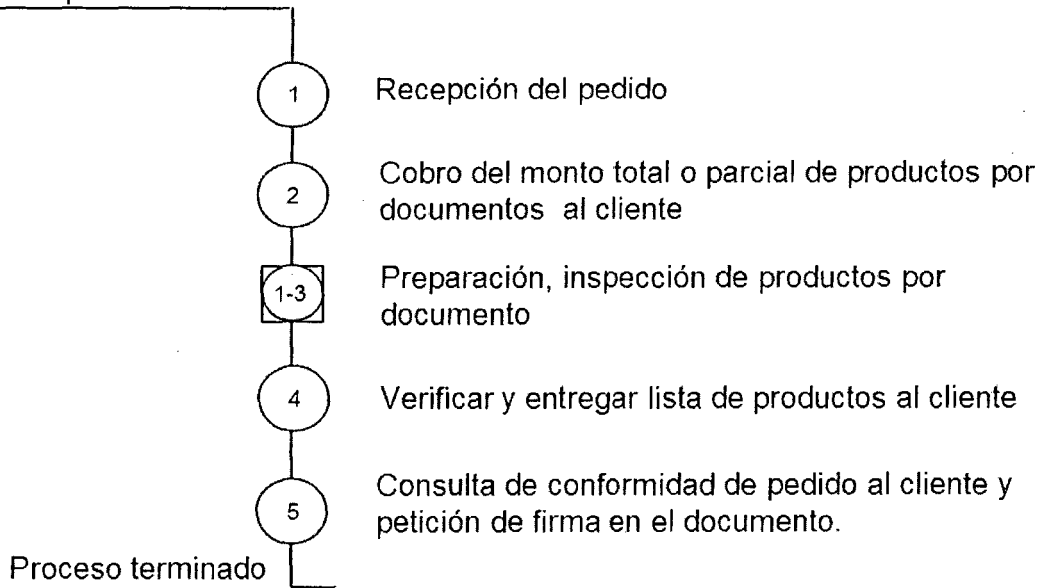 1
Recepción del pedido
2
Cobro del monto total o parcial de productos por
documentos al cliente
1-3
Preparación, inspección de productos por
documento
4
Verificar y entregar lista de productos al cliente
5
Consulta de conformidad de pedido al cliente y
petición de firma en el documento.
Proceso terminado